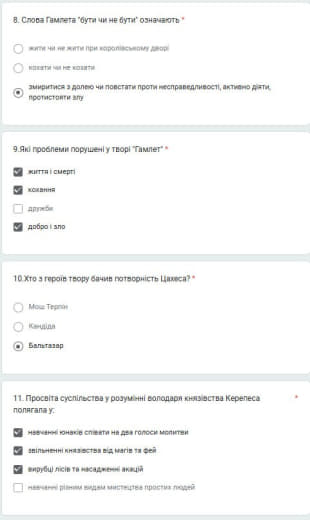 8. Слова Гамлета "бути чи не бути" означають *
жити чи не жити при королівському дворі
кохати чи не кохати
змиритися з долею чи повстати проти несправедливості, активно діяти,
протистояти злу
9.Які проблеми порушені у творі "Гамлет" *
життя і смерті
кохання
дружби
добро і зло
10.Хто з героїв твору бачив потворність Цахеса? *
Мош Терпін
Кандіда
Бальтазар
11. Просвіта суспільства у розумінні володаря князівства Керепеса *
полягала у:
навчанні юнаків співати на два голоси молитви
звільненні князівства від магів та фей
вирубці лісів та насадженні акацій
навчанні різним видам мистецтва простих людей